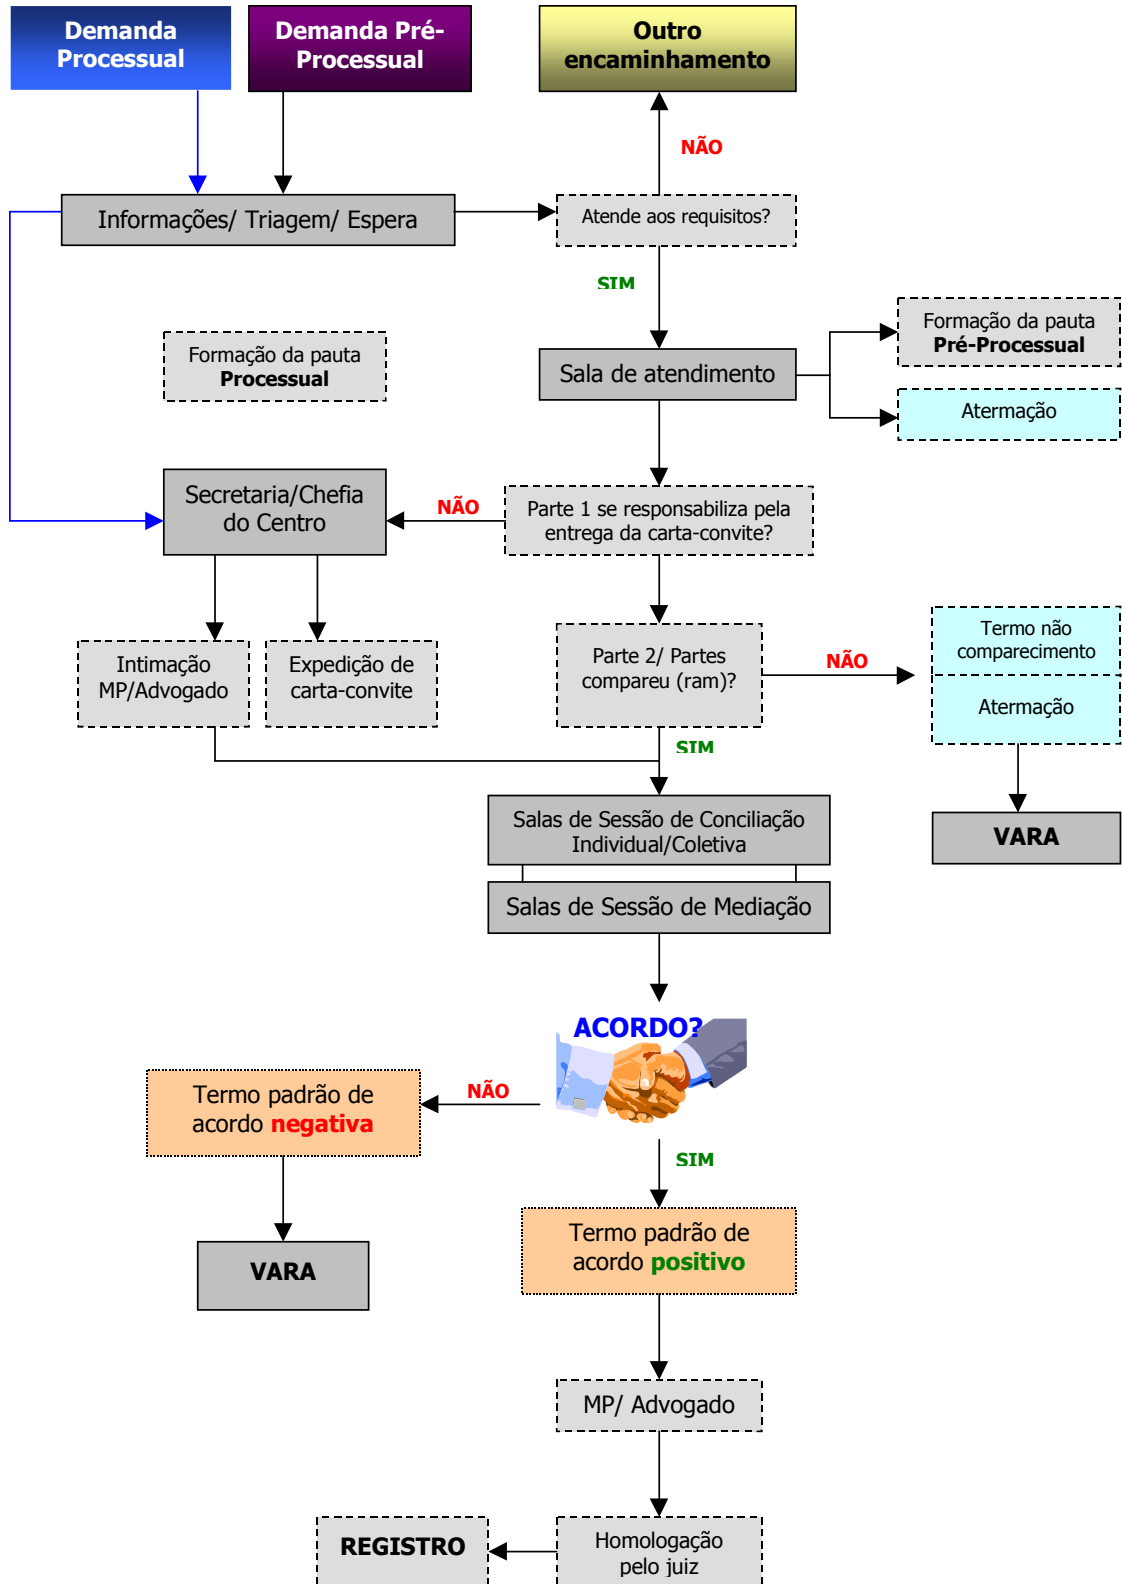 Demanda
Processual
Demanda Pré-
Processual
Outro
encaminhamento
NÃO
Informações/ Triagem/ Espera
Atende aos requisitos?
SIM
Formação da pauta
Processual
Sala de atendimento
Formação da pauta
Pré-Processual
Atermação
Secretaria/Chefia
do Centro
NÃO
Parte 1 se responsabiliza pela
entrega da carta-convite?
Intimação
MP/Advogado
Expedição de
carta-convite
Parte 2/ Partes
compareu (ram)?
NÃO
Termo não
comparecimento
Atermação
SIM
Salas de Sessão de Conciliação
Individual/Coletiva
VARA
Salas de Sessão de Mediação
ACORDO?
NÃO
Termo padrão de
acordo negativa
SIM
Termo padrão de
acordo positivo
VARA
MP/ Advogado
REGISTRO
Homologação
pelo juiz